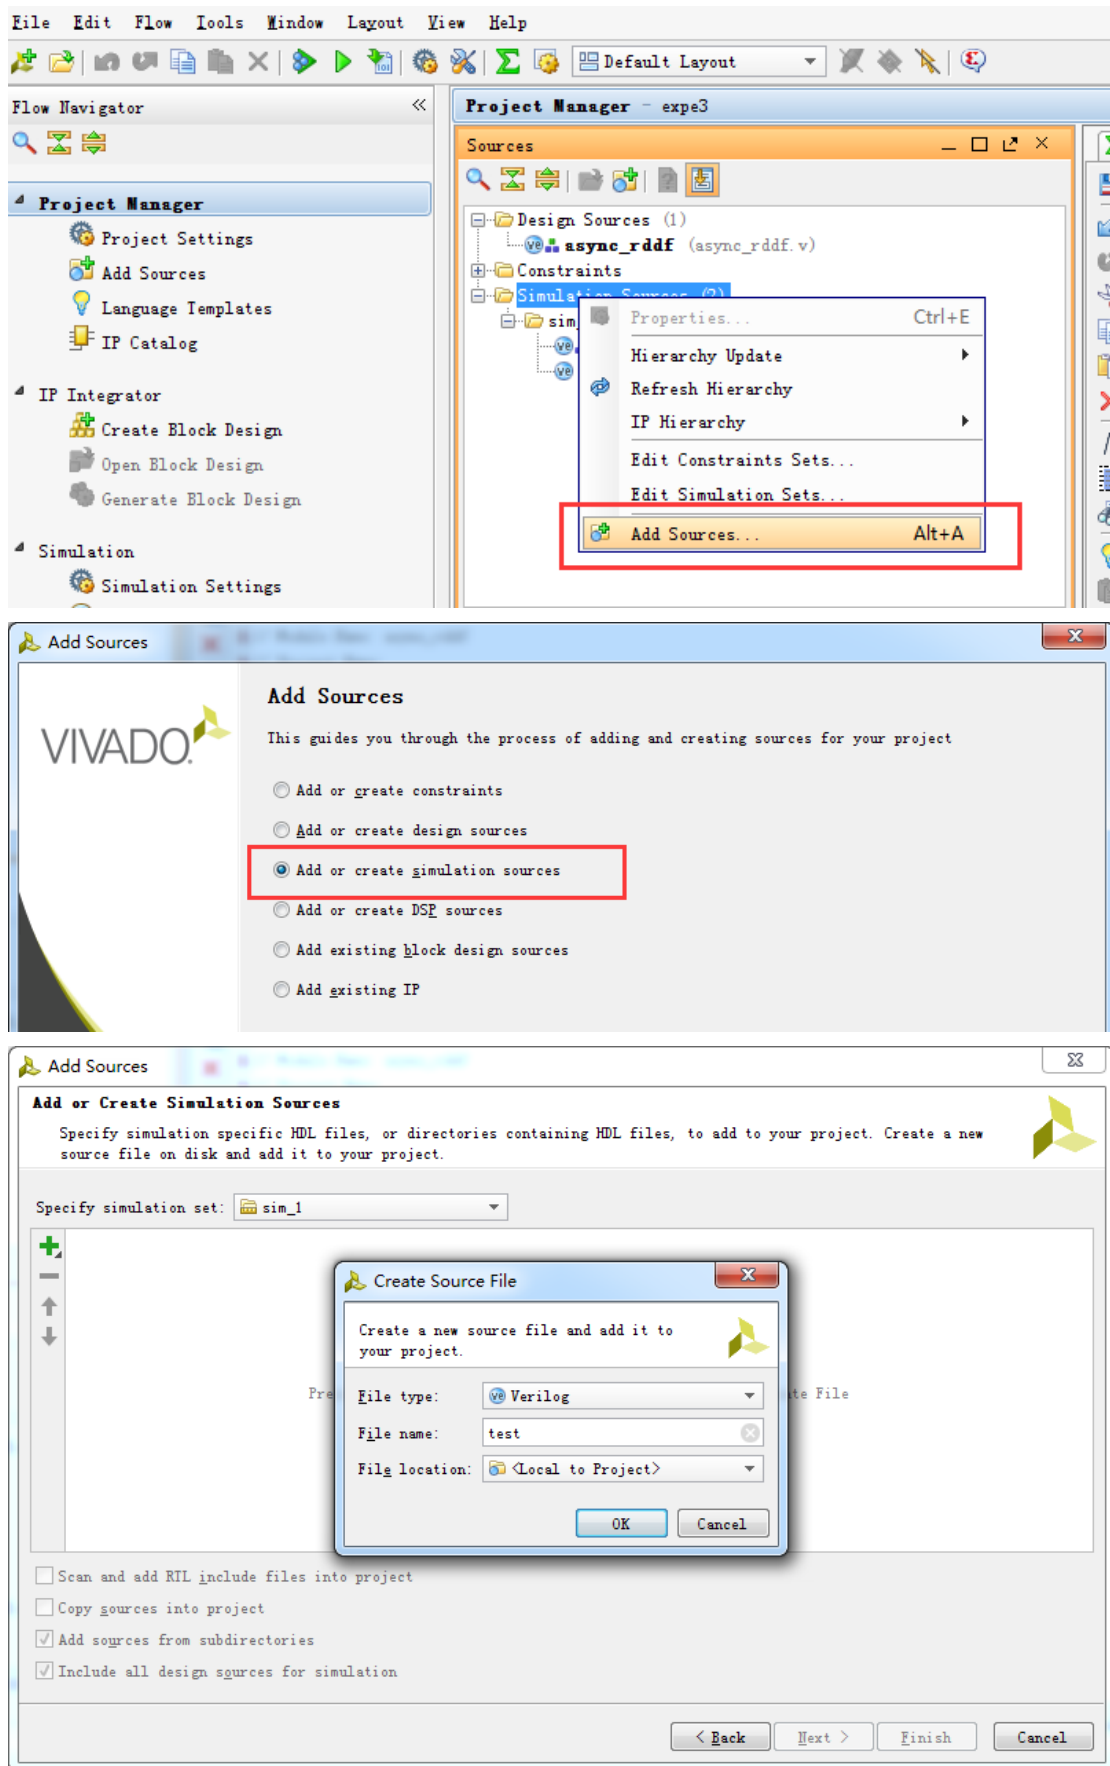 File Edit Flow Tools Window Layout View Help
Default Layout
Flow Navigator
Project Manager - expe3
Sources
Project Manager
Project Settings
Add Sources
Language Templates
IP Catalog
IP Integrator
Create Block Design
Open Block Design
Generate Block Design
Simulation
Simulation Settings
Design Sources (1)
async_rddf (async_rddf.v)
Constraints
Simulation Sources (2)
sim_
Properties... Ctrl+E
Hierarchy Update
Refresh Hierarchy
IP Hierarchy
Edit Constraints Sets...
Edit Simulation Sets...
Add Sources... Alt+A
Add Sources
VIVADO.
Add Sources
This guides you through the process of adding and creating sources for your project
Add or create constraints
Add or create design sources
Add or create simulation sources
Add or create DSP sources
Add existing block design sources
Add existing IP
Add Sources
Add or Create Simulation Sources
Specify simulation specific HDL files, or directories containing HDL files, to add to your project. Create a new
source file on disk and add it to your project.
Specify simulation set: sim_1
Pre
te File
Create Source File
Create a new source file and add it to
your project.
File type: Verilog
File name: test
File location: <Local to Project>
OK Cancel
Scan and add RTL include files into project
Copy sources into project
Add sources from subdirectories
Include all design sources for simulation
< Back Next > Finish Cancel